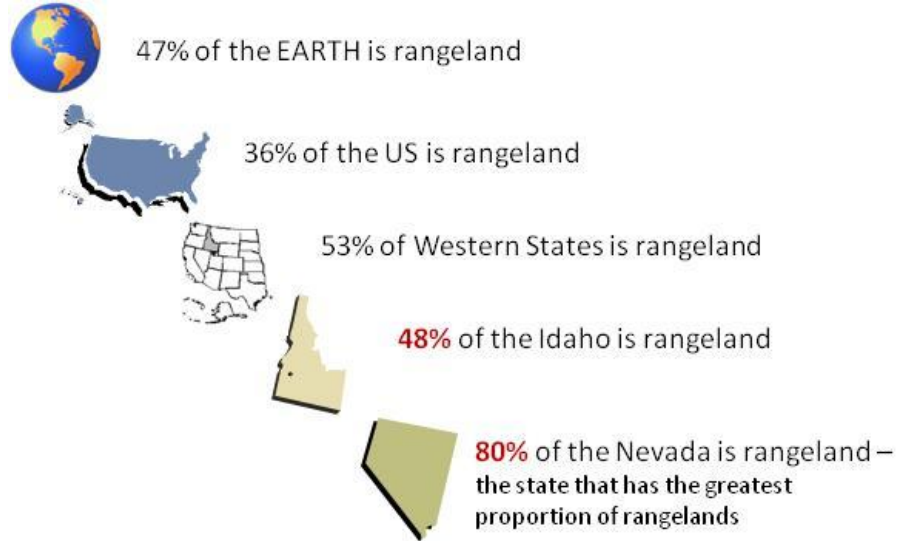 47% of the EARTH is rangeland
36% of the US is rangeland
53% of Western States is rangeland
48% of the Idaho is rangeland
80% of the Nevada is rangeland –
the state that has the greatest
proportion of rangelands